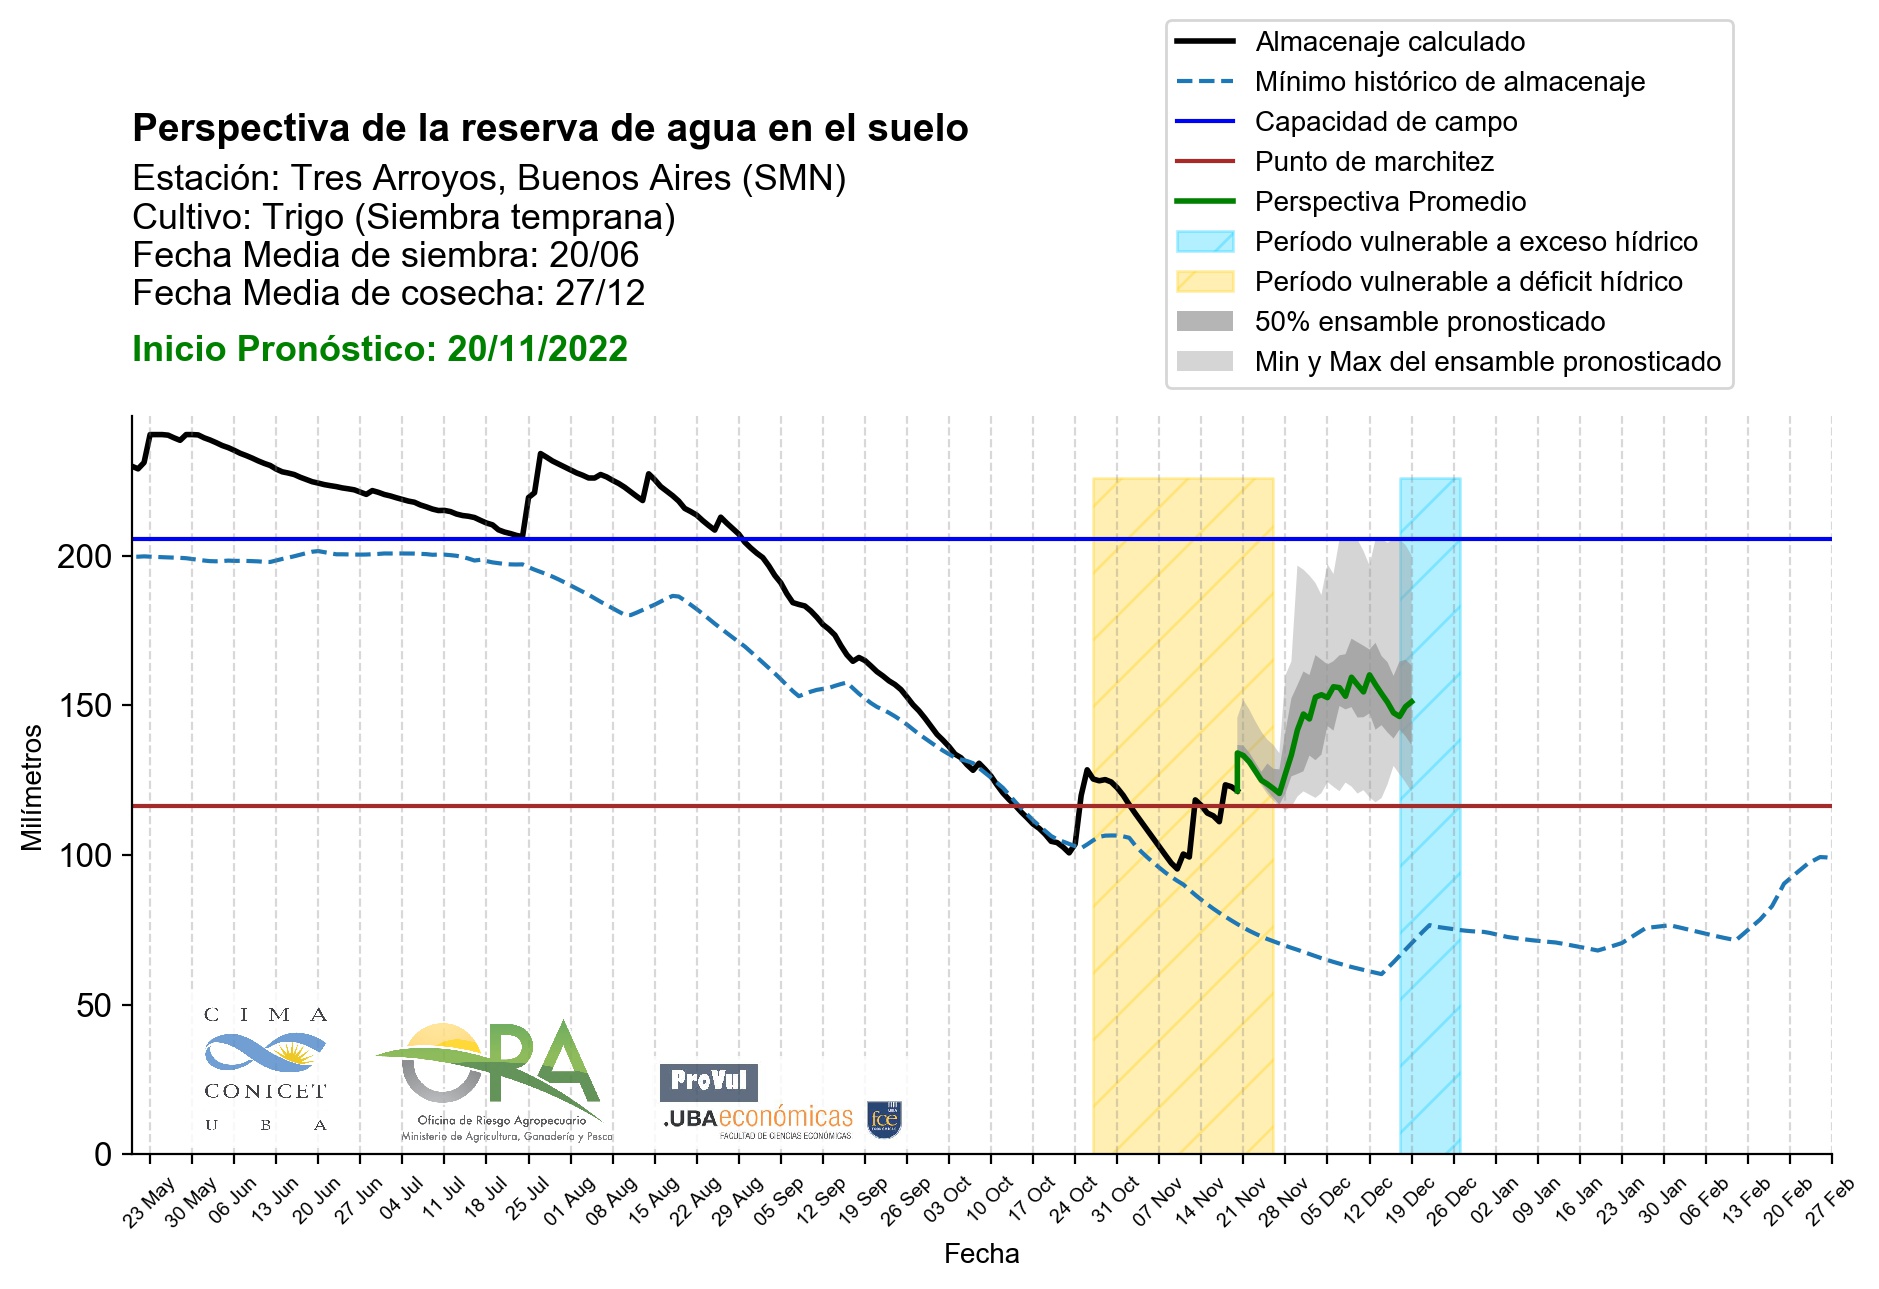 Almacenaje calculado
Mínimo histórico de almacenaje
Capacidad de campo
Punto de marchitez
Perspectiva Promedio
Período vulnerable a exceso hídrico
Período vulnerable a déficit hídrico
50% ensamble pronosticado
Min y Max del ensamble pronosticado
Perspectiva de la reserva de agua en el suelo
Estación: Tres Arroyos, Buenos Aires (SMN)
Cultivo: Trigo (Siembra temprana)
Fecha Media de siembra: 20/06
Fecha Media de cosecha: 27/12
Inicio Pronóstico: 20/11/2022
Milímetros
200
150
100
50
0
C I M A
CONICET
U B A
ORA
Oficina de Riesgo Agropecuario
Ministerio de Agricultura, Ganadería y Pesca
ProVul
.UBAeconómicas
FACULTAD DE CIENCIAS ECONÓMICAS
fce
23 May
30 May
06 Jun
13 Jun
20 Jun
27 Jun
04 Jul
11 Jul
18 Jul
25 Jul
01 Aug
08 Aug
15 Aug
22 Aug
29 Aug
05 Sep
12 Sep
19 Sep
26 Sep
03 Oct
10 Oct
17 Oct
24 Oct
31 Oct
07 Nov
14 Nov
21 Nov
28 Nov
05 Dec
12 Dec
19 Dec
26 Dec
02 Jan
09 Jan
16 Jan
23 Jan
30 Jan
06 Feb
13 Feb
20 Feb
27 Feb
Fecha